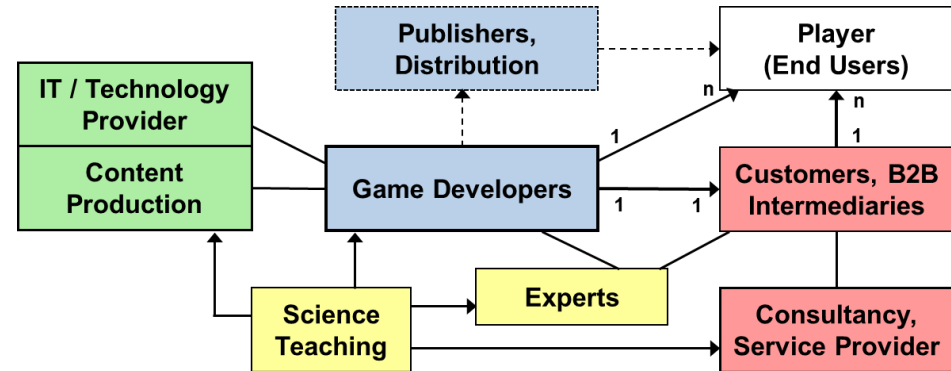 Publishers,
Distribution
Player
(End Users)
IT / Technology
Provider
Content
Production
Game Developers
1
n
1
1
n
1
Customers, B2B
Intermediaries
Science
Teaching
Experts
Consultancy,
Service Provider